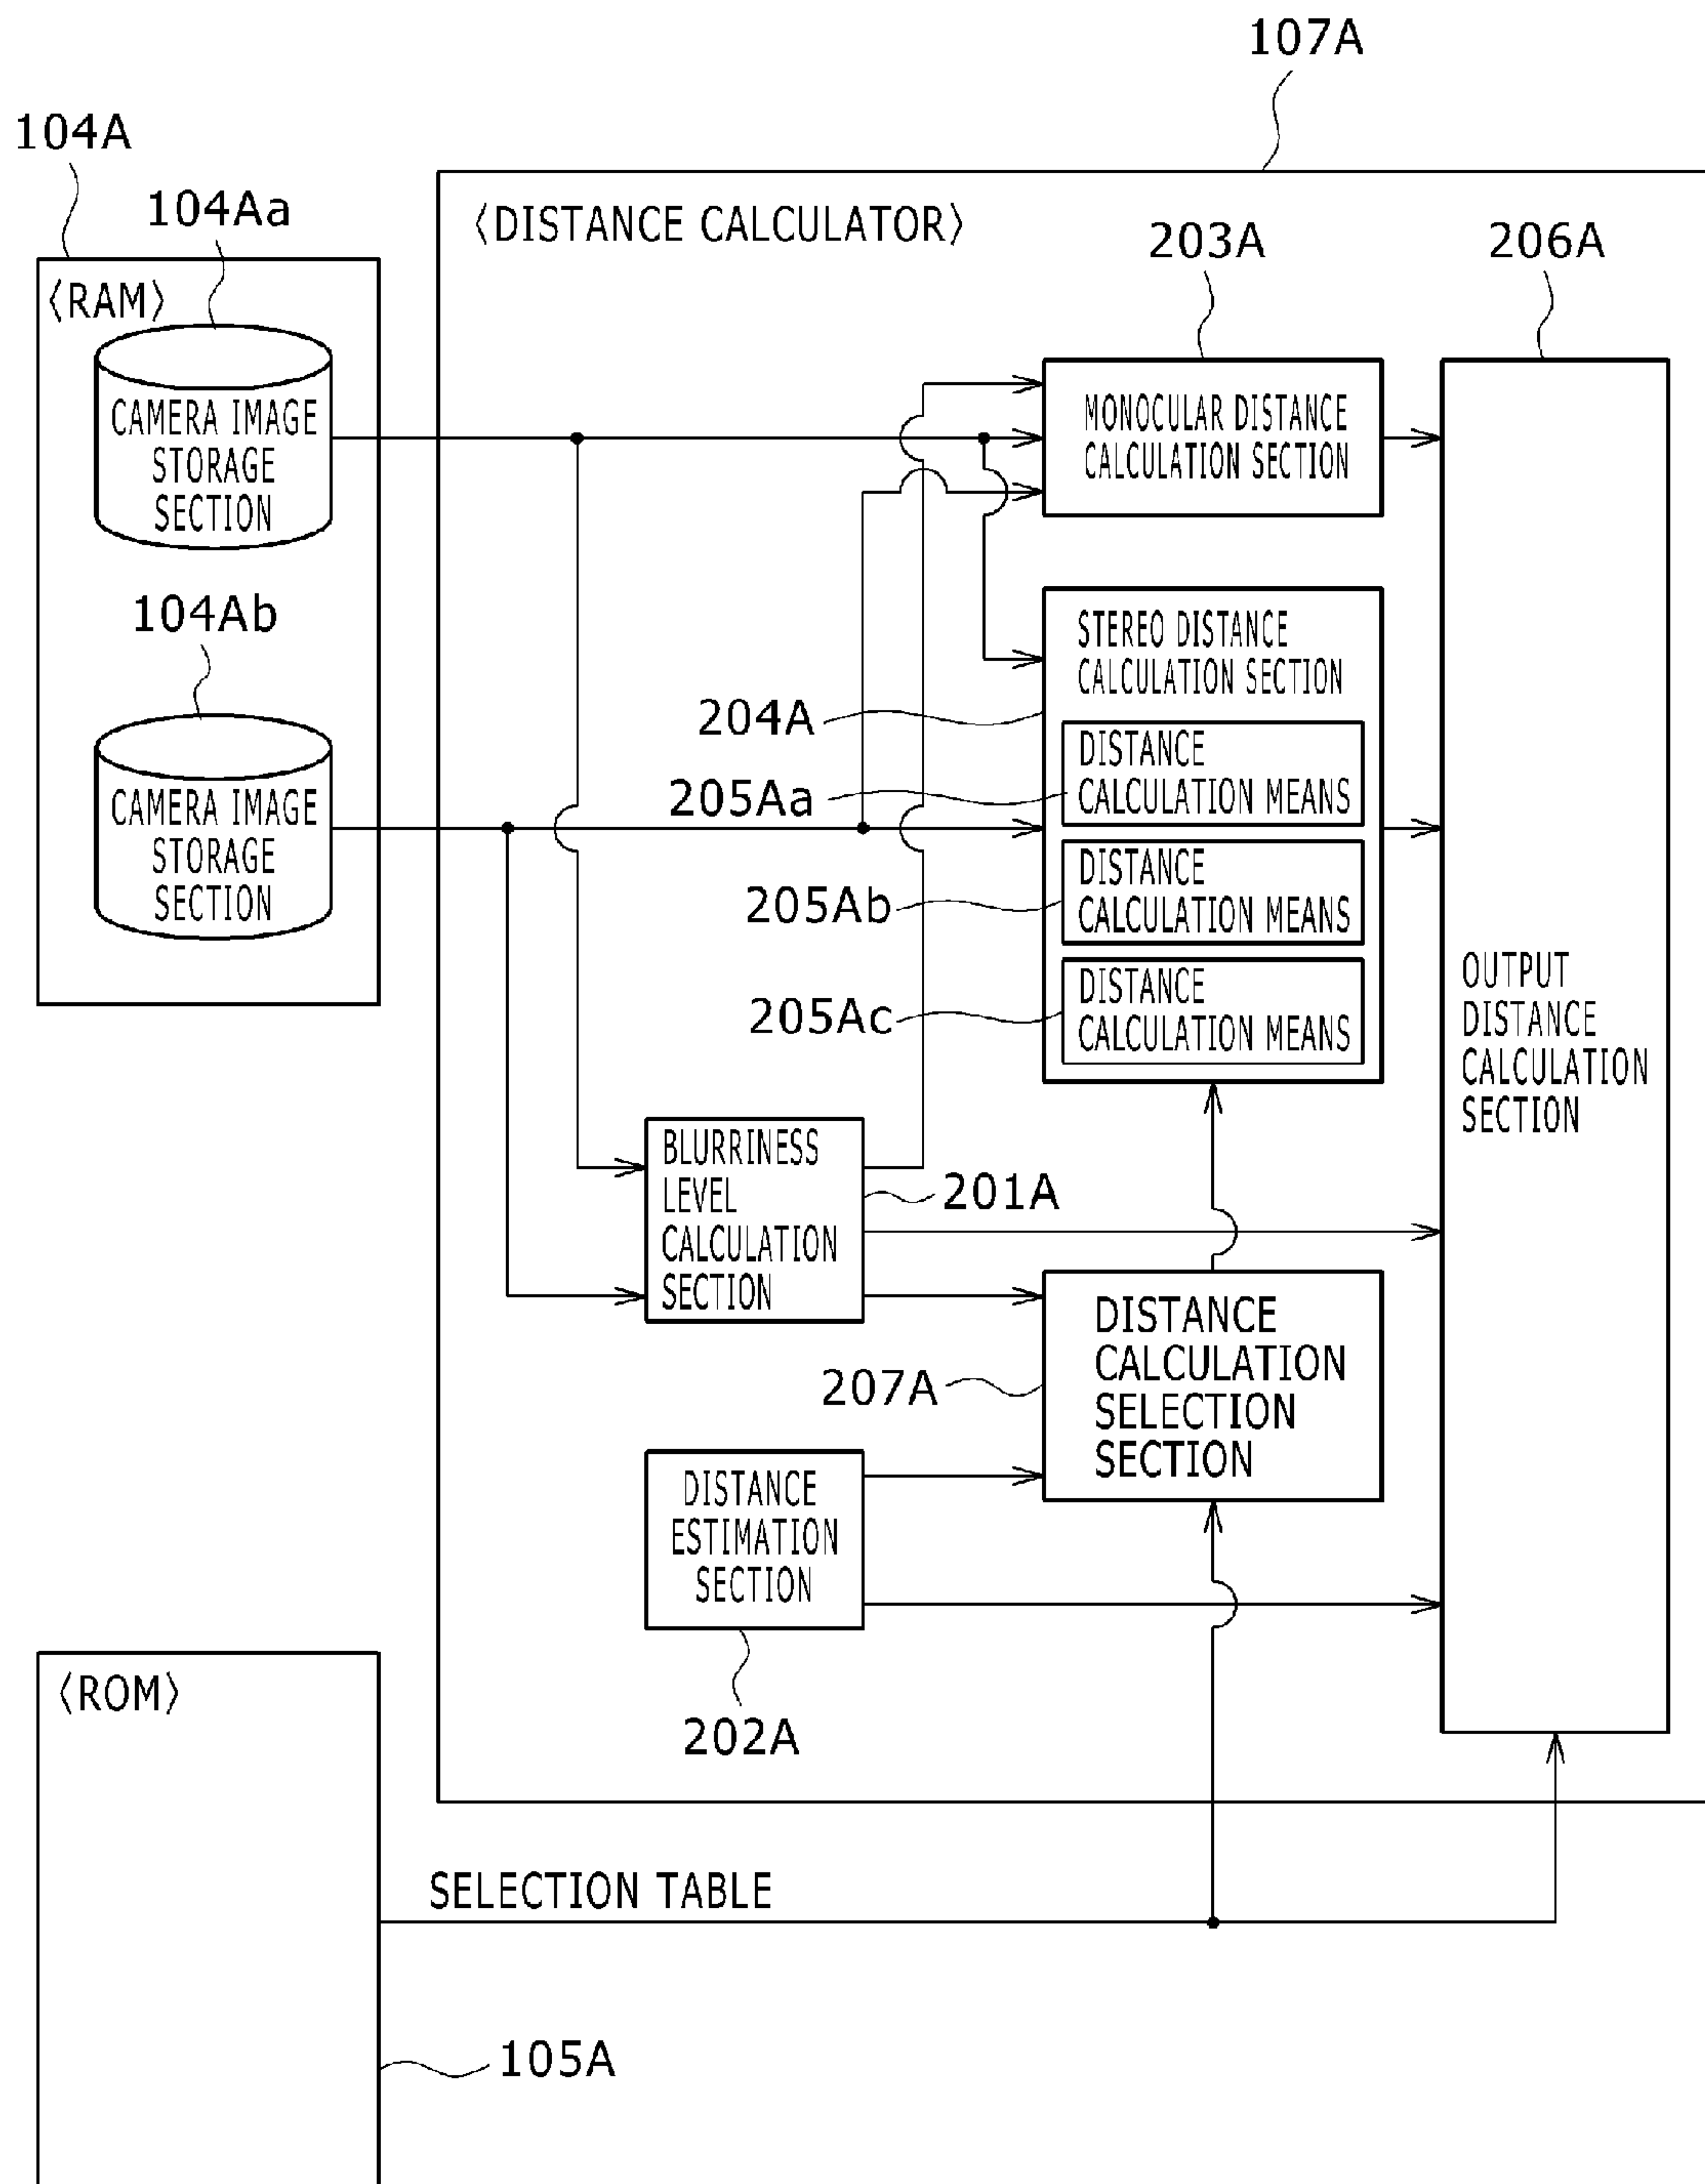 107A
104A
104Aa
〈DISTANCE CALCULATOR〉
203A
206A
〈RAM〉
CAMERA IMAGE
STORAGE
SECTION
MONOCULAR DISTANCE
CALCULATION SECTION
104Ab
STEREO DISTANCE
CALCULATION SECTION
204A
DISTANCE
CALCULATION MEANS
205Aa
CAMERA IMAGE
STORAGE
SECTION
DISTANCE
CALCULATION MEANS
205Ab
DISTANCE
CALCULATION MEANS
205Ac
OUTPUT
DISTANCE
CALCULATION
SECTION
BLURRINESS
LEVEL
CALCULATION
SECTION
201A
DISTANCE
CALCULATION
SELECTION
SECTION
207A
DISTANCE
ESTIMATION
SECTION
202A
〈ROM〉
SELECTION TABLE
105A